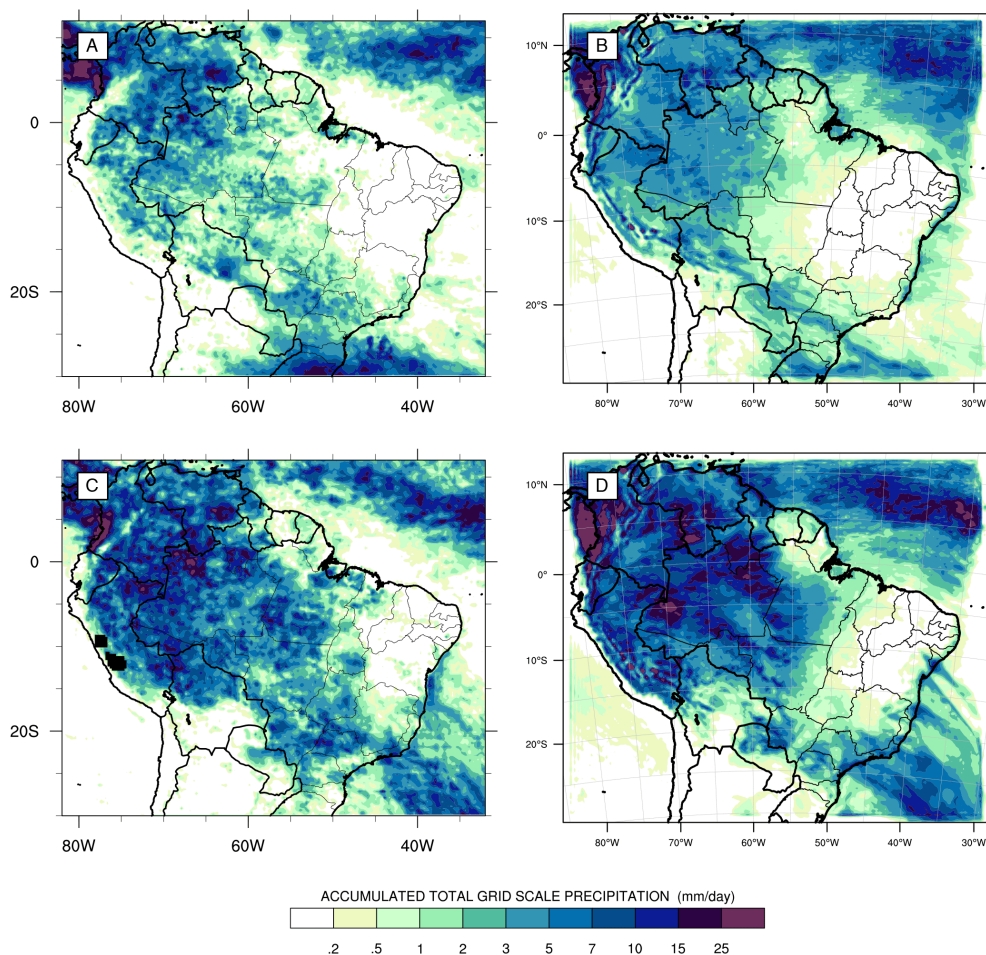 A
B
10°N
0
0°
10°S
20S
20°S
80W
60W
40W
80°W
70°W
60°W
50°W
40°W
30°W
C
D
10°N
0
0°
10°S
20S
20°S
80W
60W
40W
80°W
70°W
60°W
50°W
40°W
30°W
ACCUMULATED TOTAL GRID SCALE PRECIPITATION (mm/day)
.2 .5 1 2 3 5 7 10 15 25